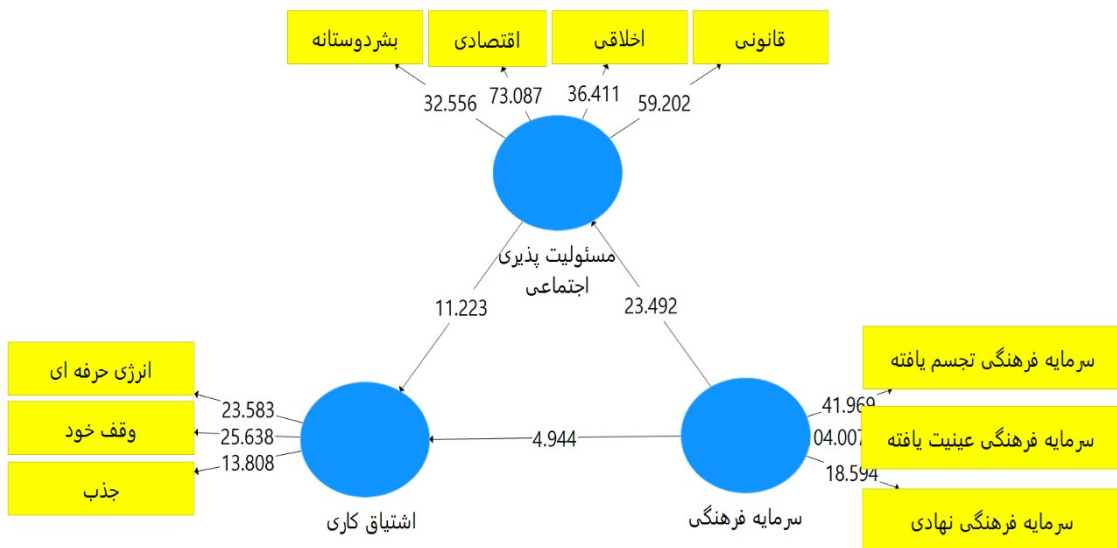 قانونی
اخلاقی
اقتصادی
بشردوستانه
59.202
36.411
73.087
32.556
مسئولیت پذیری
اجتماعی
11.223
23.492
سرمایه فرهنگی تجسم یافته
سرمایه فرهنگی عینیت یافته
سرمایه فرهنگی نهادی
41.969
04.007
18.594
4.944
انرژی حرفه ای
وقف خود
جذب
23.583
25.638
13.808
سرمایه فرهنگی
اشتیاق کاری